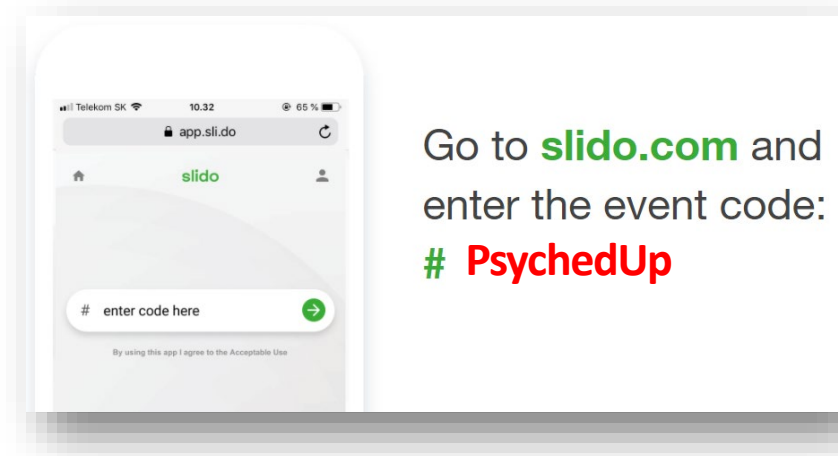 Telekom SK 10.32 65 %
app.sli.do
slido
# enter code here
By using this app I agree to the Acceptable Use
Go to slido.com and
enter the event code:
# PsychedUp